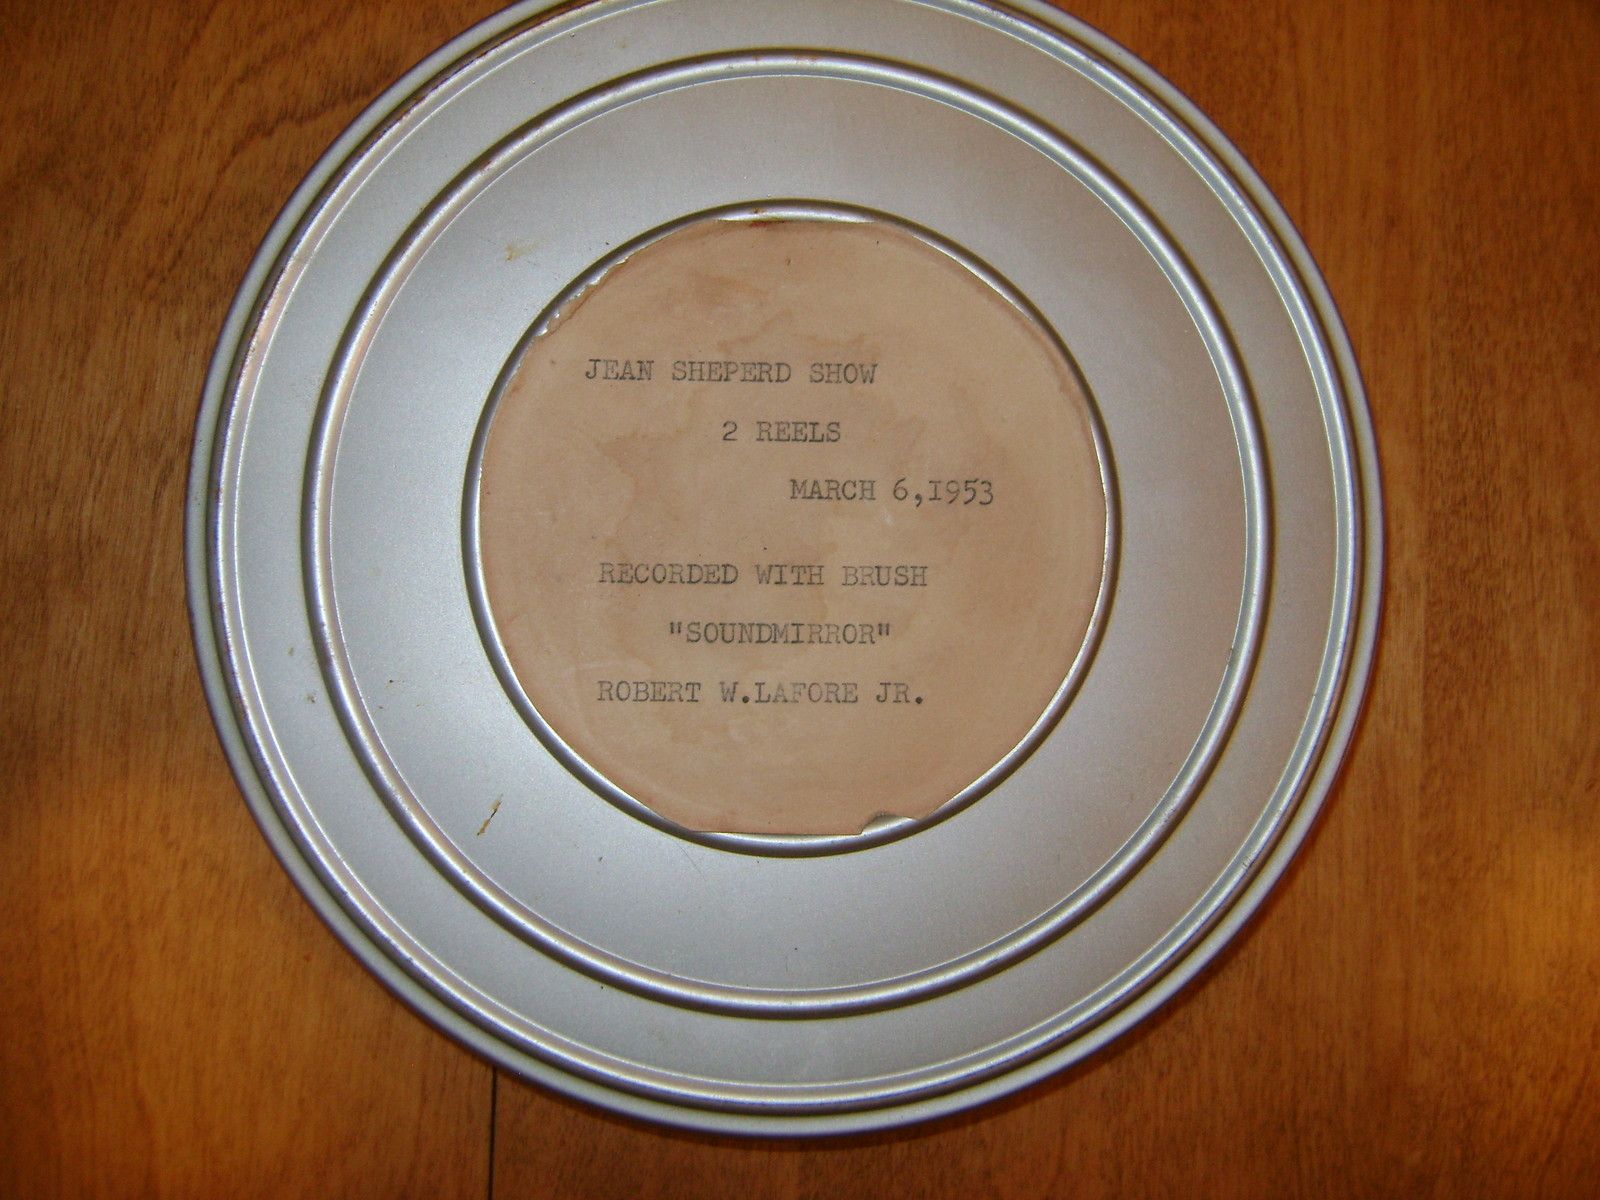 JEAN SHEPERD SHOW
2 REELS
MARCH 6,1953
RECORDED WITH BRUSH
"SOUNDMIRROR"
ROBERT W.LAFORE JR.